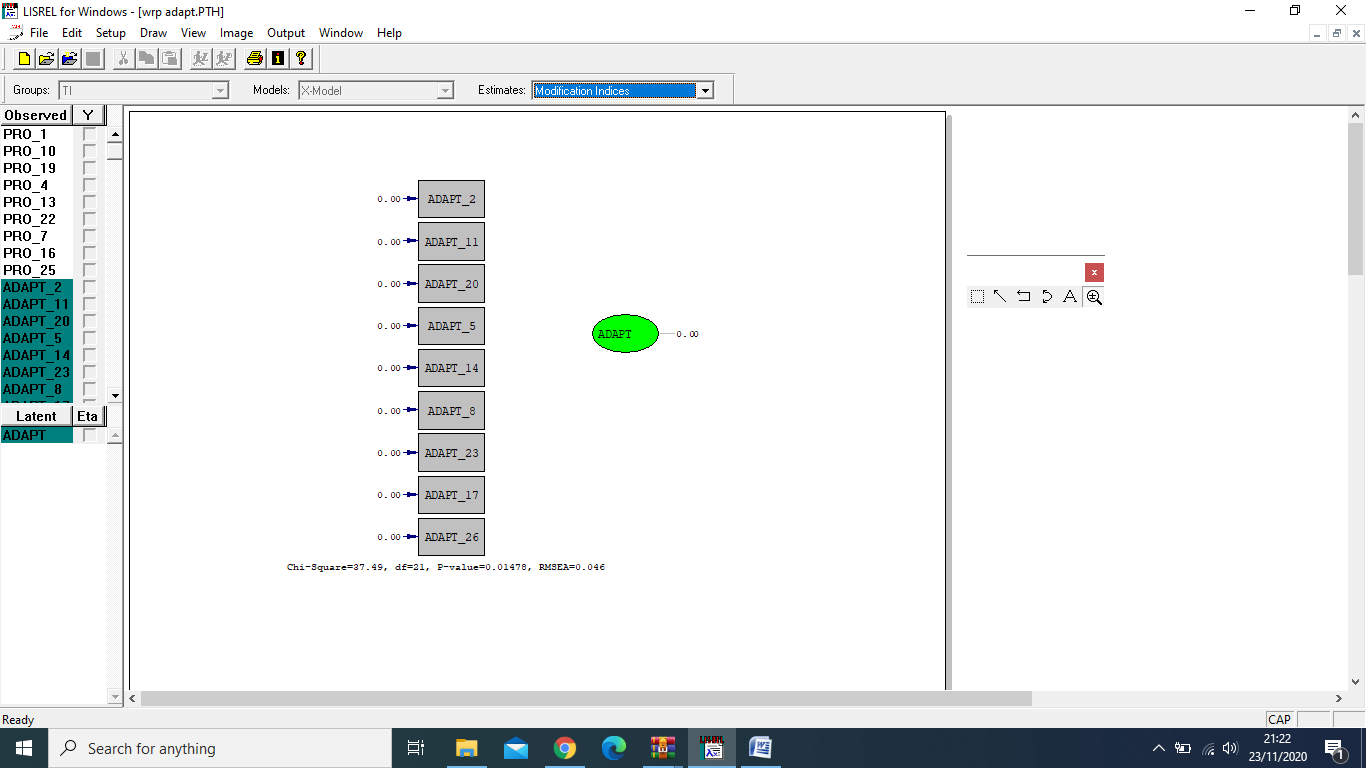 LISREL for Windows - [wrp adapt.PTH]
File Edit Setup Draw View Image Output Window Help
Groups: TI Models: X-Model Estimates: Modification Indices
Observed Y
PRO_1
PRO_10
PRO_19
PRO_4
PRO_13
PRO_22
PRO_7
PRO_16
PRO_25
ADAPT_2
ADAPT_11
ADAPT_20
ADAPT_5
ADAPT_14
ADAPT_23
ADAPT_8
Latent Eta
ADAPT
0.00 ADAPT_2
0.00 ADAPT_11
0.00 ADAPT_20
0.00 ADAPT_5
ADAPT 0.00
0.00 ADAPT_14
0.00 ADAPT_8
0.00 ADAPT_23
0.00 ADAPT_17
0.00 ADAPT_26
Chi-Square=37.49, df=21, P-value=0.01478, RMSEA=0.046
x
A
Ready
CAP
Search for anything
21:22
23/11/2020
1